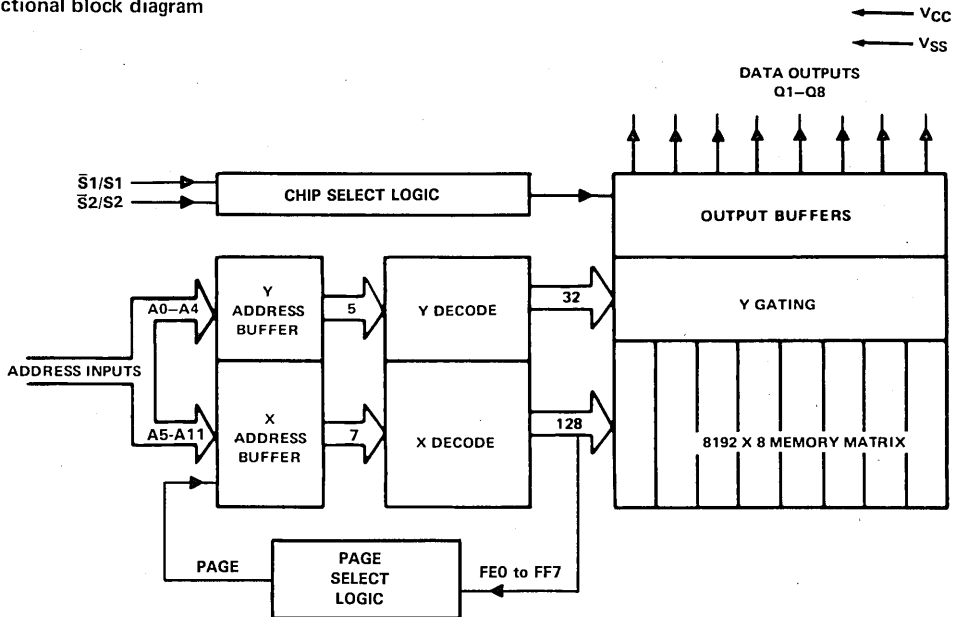 ctional block diagram
VCC
VSS
DATA OUTPUTS
Q1–Q8
S̅1/S1
S̅2/S2
CHIP SELECT LOGIC
OUTPUT BUFFERS
A0–A4
Y
ADDRESS
BUFFER
5
Y DECODE
32
Y GATING
ADDRESS INPUTS
A5-A11
X
ADDRESS
BUFFER
7
X DECODE
128
8192 X 8 MEMORY MATRIX
PAGE
PAGE
SELECT
LOGIC
FE0 to FF7